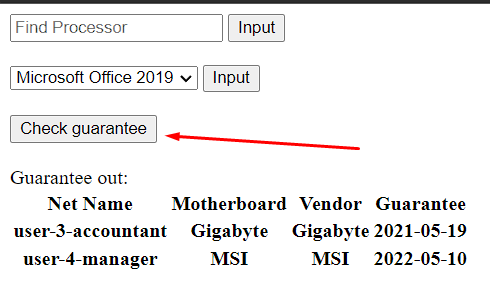 Find Processor Input
Microsoft Office 2019 Input
Check guarantee
Guarantee out:
Net Name Motherboard Vendor Guarantee
user-3-accountant Gigabyte Gigabyte 2021-05-19
user-4-manager MSI MSI 2022-05-10